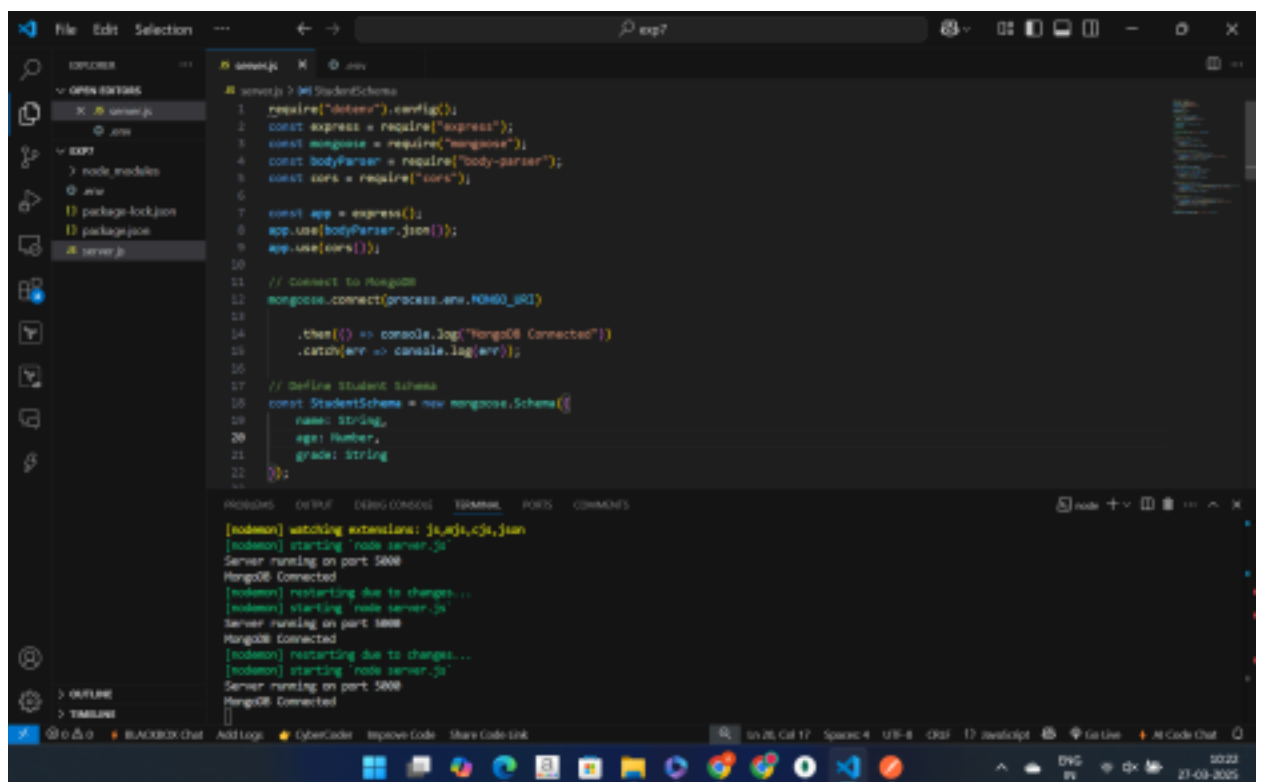 File Edit Selection ... exp7
EXPLORER ...
OPEN EDITORS
JS server.js
.env
EXP7
node_modules
.env
{} package-lock.json
{} package.json
JS server.js
OUTLINE
TIMELINE
JS server.js .env
JS server.js > StudentSchema
1 require("dotenv").config();
2 const express = require("express");
3 const mongoose = require("mongoose");
4 const bodyParser = require("body-parser");
5 const cors = require("cors");
6
7 const app = express();
8 app.use(bodyParser.json());
9 app.use(cors());
10
11 // Connect to MongoDB
12 mongoose.connect(process.env.MONGO_URI)
13
14 .then(() => console.log("MongoDB Connected"))
15 .catch(err => console.log(err));
16
17 // Define Student Schema
18 const StudentSchema = new mongoose.Schema({
19 name: String,
20 age: Number,
21 grade: String
22 });
PROBLEMS OUTPUT DEBUG CONSOLE TERMINAL PORTS COMMENTS node
[nodemon] watching extensions: js,mjs,cjs,json
[nodemon] starting `node server.js`
Server running on port 5000
MongoDB Connected
[nodemon] restarting due to changes...
[nodemon] starting `node server.js`
Server running on port 5000
MongoDB Connected
[nodemon] restarting due to changes...
[nodemon] starting `node server.js`
Server running on port 5000
MongoDB Connected
0 0 BLACKBOX Chat Add Logs CyberCoder Improve Code Share Code Link Ln 20, Col 17 Spaces: 4 UTF-8 CRLF {} JavaScript Go Live AI Code Chat
ENG
IN
10:22
27-03-2025